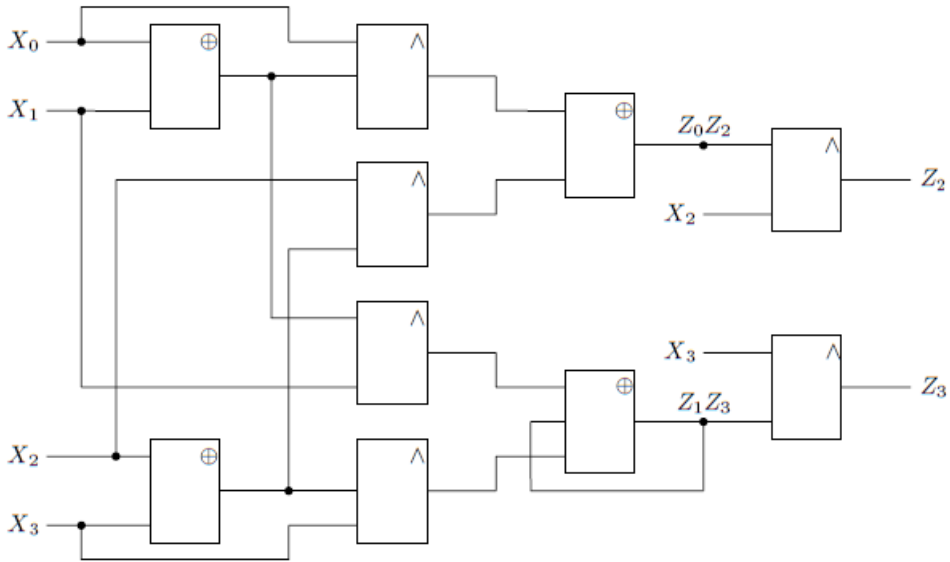 X₀ ⊕ ∧
X₁ ⊕
Z₀Z₂ ∧
∧ Z₂
X₂
∧
X₃ ∧
⊕ Z₃
Z₁Z₃
X₂ ⊕ ∧
X₃